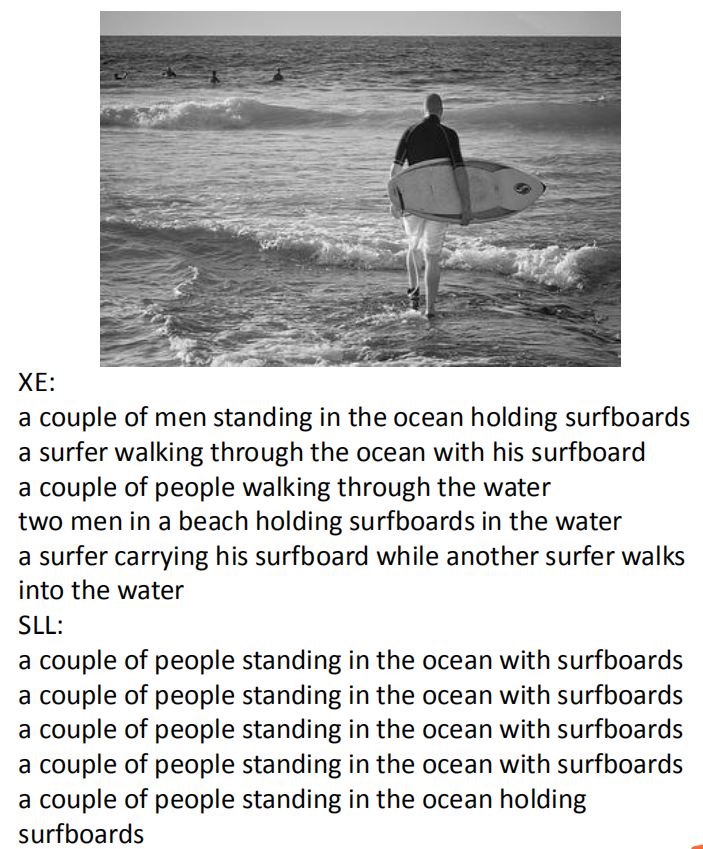 XE:
a couple of men standing in the ocean holding surfboards
a surfer walking through the ocean with his surfboard
a couple of people walking through the water
two men in a beach holding surfboards in the water
a surfer carrying his surfboard while another surfer walks
into the water
SLL:
a couple of people standing in the ocean with surfboards
a couple of people standing in the ocean with surfboards
a couple of people standing in the ocean with surfboards
a couple of people standing in the ocean with surfboards
a couple of people standing in the ocean holding
surfboards